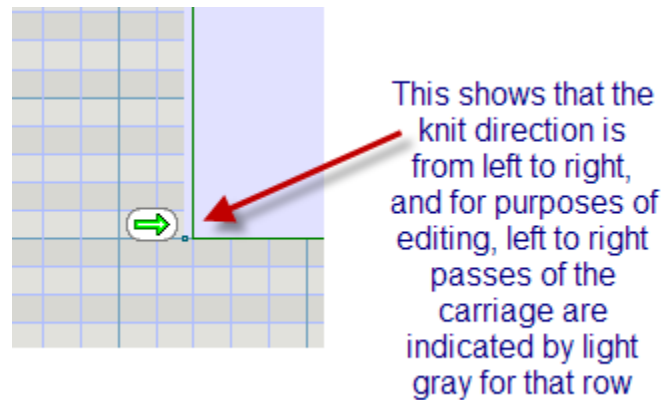 This shows that the
knit direction is
from left to right,
and for purposes of
editing, left to right
passes of the
carriage are
indicated by light
gray for that row